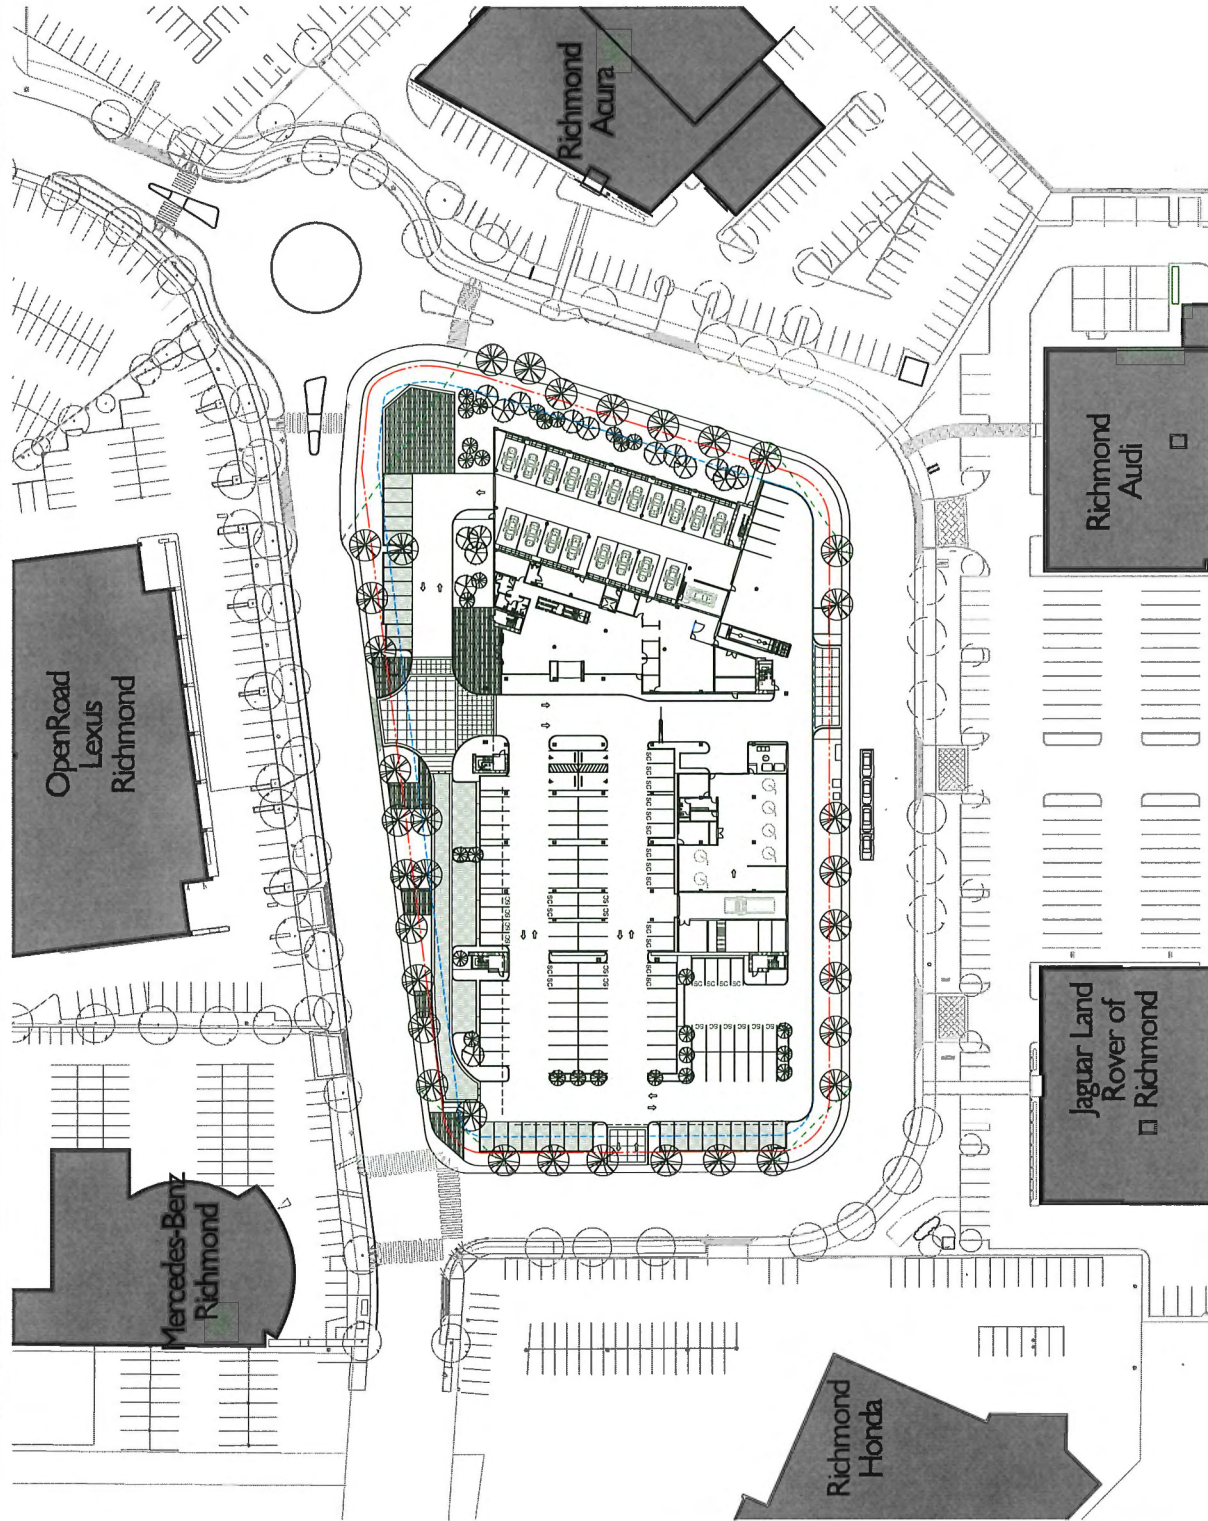 Richmond
Acura
OpenRoad
Lexus
Richmond
Richmond
Audi
Jaguar Land
Rover of
Richmond
Mercedes-Benz
Richmond
Richmond
Honda